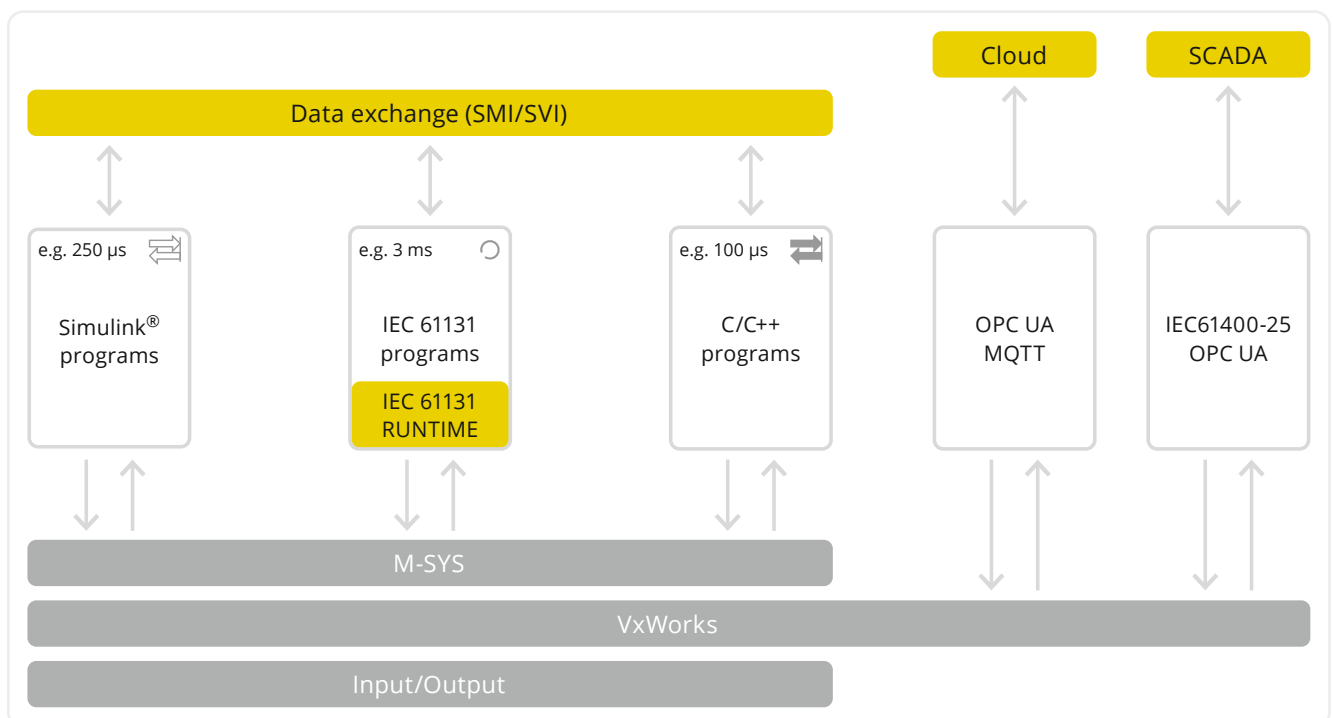 Cloud
SCADA
Data exchange (SMI/SVI)
e.g. 250 µs
Simulink®
programs
e.g. 3 ms
IEC 61131
programs
IEC 61131
RUNTIME
e.g. 100 µs
C/C++
programs
OPC UA
MQTT
IEC61400-25
OPC UA
M-SYS
VxWorks
Input/Output